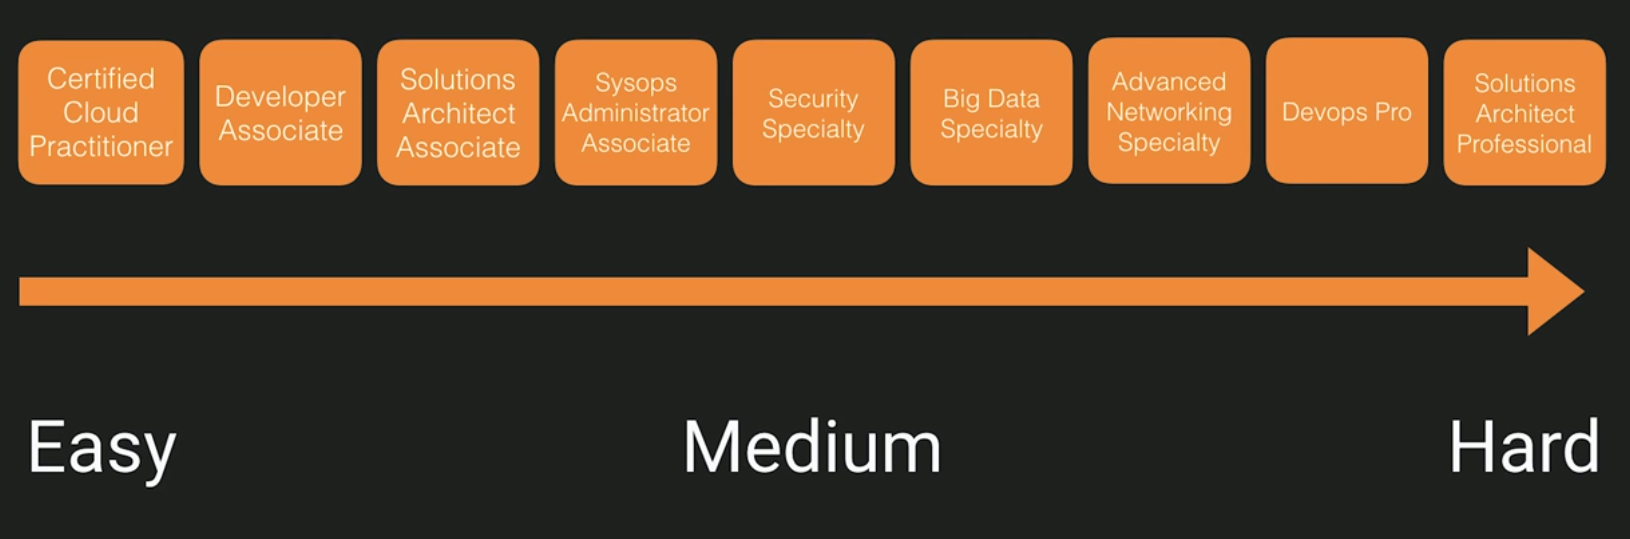 Certified
Cloud
Practitioner
Developer
Associate
Solutions
Architect
Associate
Sysops
Administrator
Associate
Security
Specialty
Big Data
Specialty
Advanced
Networking
Specialty
Devops Pro
Solutions
Architect
Professional
Easy
Medium
Hard